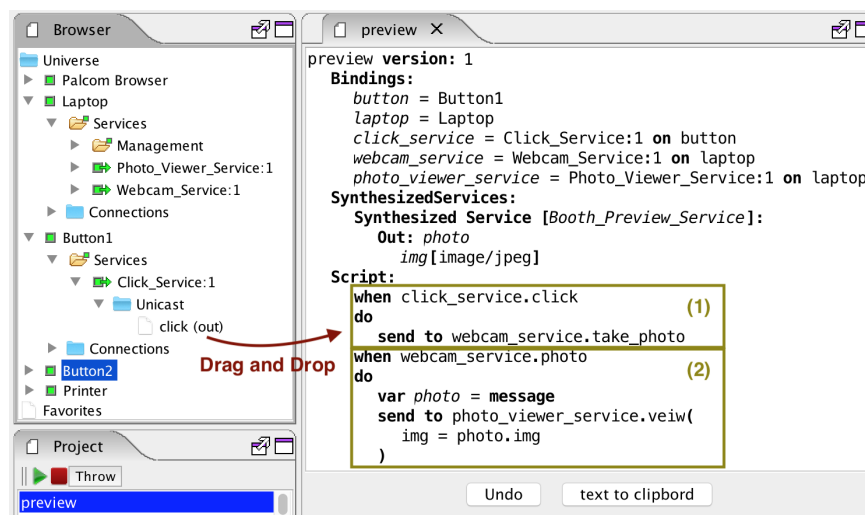 Browser
Universe
Palcom Browser
Laptop
Services
Management
Photo_Viewer_Service:1
Webcam_Service:1
Connections
Button1
Services
Click_Service:1
Unicast
click (out)
Connections
Button2
Printer
Favorites
Drag and Drop
Project
Throw
preview
preview X
preview version: 1
Bindings:
button = Button1
laptop = Laptop
click_service = Click_Service:1 on button
webcam_service = Webcam_Service:1 on laptop
photo_viewer_service = Photo_Viewer_Service:1 on laptop
SynthesizedServices:
Synthesized Service [Booth_Preview_Service]:
Out: photo
img[image/jpeg]
Script:
when click_service.click (1)
do
send to webcam_service.take_photo
when webcam_service.photo (2)
do
var photo = message
send to photo_viewer_service.veiw(
img = photo.img
)
Undo
text to clipbord